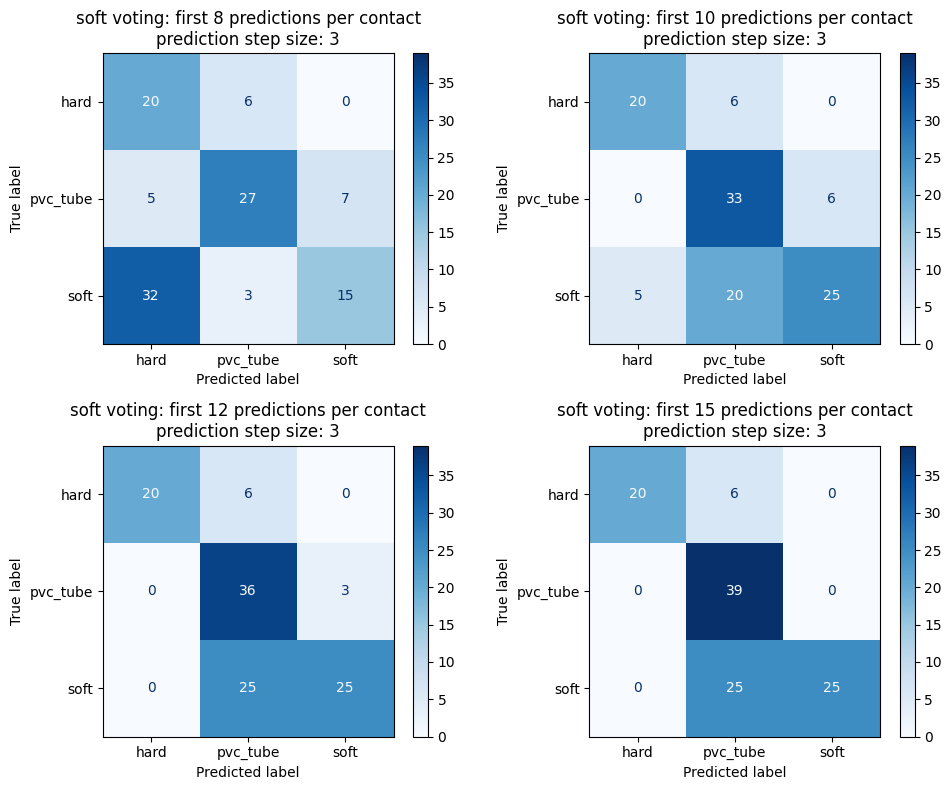 soft voting: first 8 predictions per contact
prediction step size: 3
hard
pvc_tube
soft
True label
20 6 0
5 27 7
32 3 15
hard pvc_tube soft
Predicted label
35
30
25
20
15
10
5
0
soft voting: first 10 predictions per contact
prediction step size: 3
hard
pvc_tube
soft
True label
20 6 0
0 33 6
5 20 25
hard pvc_tube soft
Predicted label
35
30
25
20
15
10
5
0
soft voting: first 12 predictions per contact
prediction step size: 3
hard
pvc_tube
soft
True label
20 6 0
0 36 3
0 25 25
hard pvc_tube soft
Predicted label
35
30
25
20
15
10
5
0
soft voting: first 15 predictions per contact
prediction step size: 3
hard
pvc_tube
soft
True label
20 6 0
0 39 0
0 25 25
hard pvc_tube soft
Predicted label
35
30
25
20
15
10
5
0